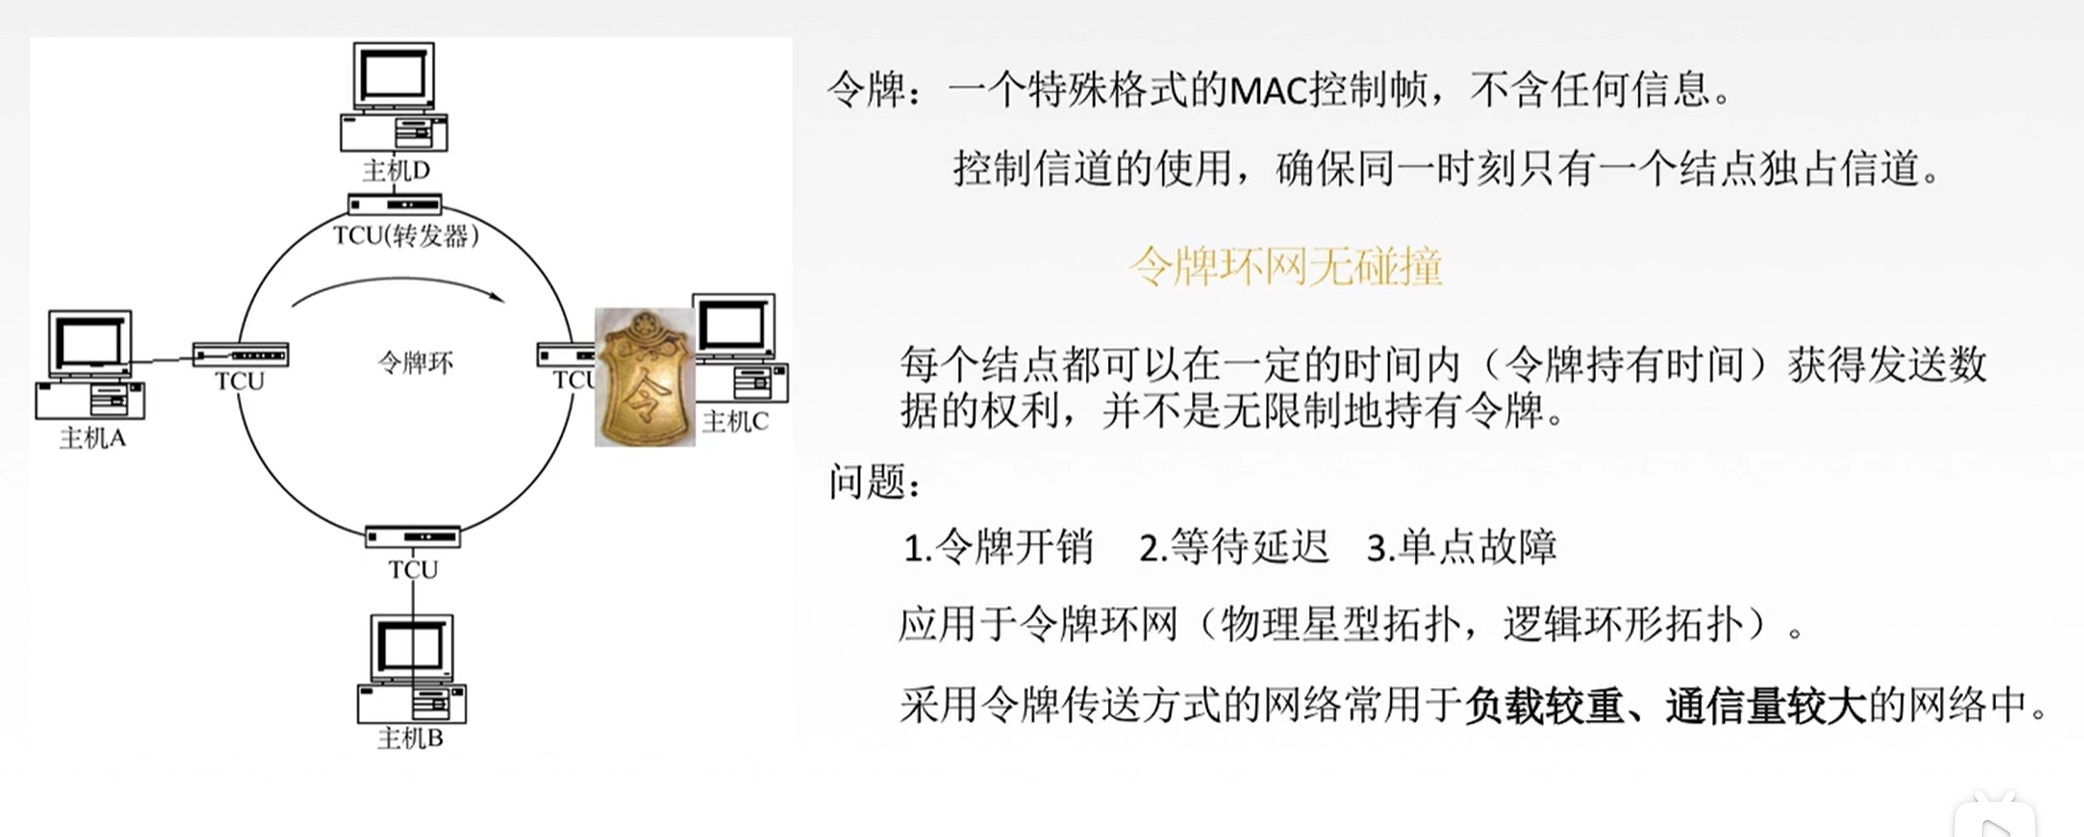 主机D
TCU(转发器)
令牌环
TCU
主机A
TCU
令
主机C
TCU
主机B
令牌：一个特殊格式的MAC控制帧，不含任何信息。
控制信道的使用，确保同一时刻只有一个结点独占信道。
令牌环网无碰撞
每个结点都可以在一定的时间内（令牌持有时间）获得发送数
据的权利，并不是无限制地持有令牌。
问题：
1.令牌开销 2.等待延迟 3.单点故障
应用于令牌环网（物理星型拓扑，逻辑环形拓扑）。
采用令牌传送方式的网络常用于负载较重、通信量较大的网络中。